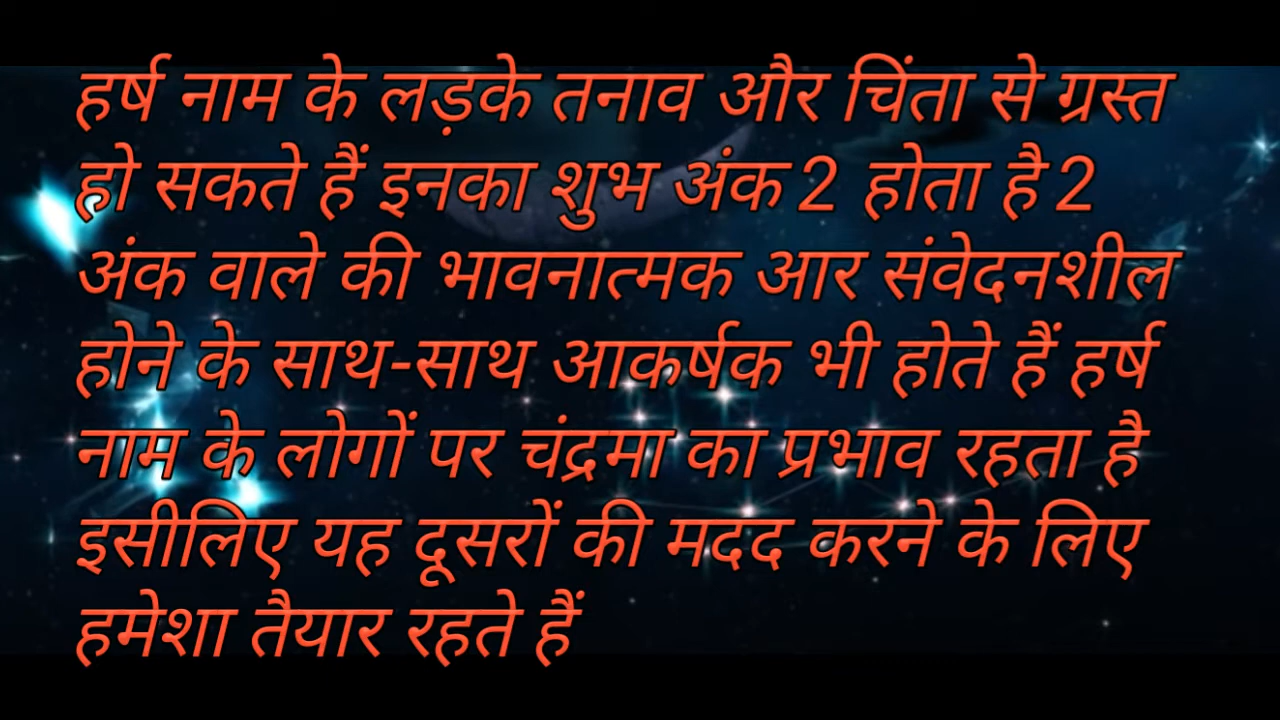 हर्ष नाम के लड़के तनाव और चिंता से ग्रस्त
हो सकते हैं इनका शुभ अंक 2 होता है 2
अंक वाले की भावनात्मक आर संवेदनशील
होने के साथ-साथ आकर्षक भी होते हैं हर्ष
नाम के लोगों पर चंद्रमा का प्रभाव रहता है
इसीलिए यह दूसरों की मदद करने के लिए
हमेशा तैयार रहते हैं